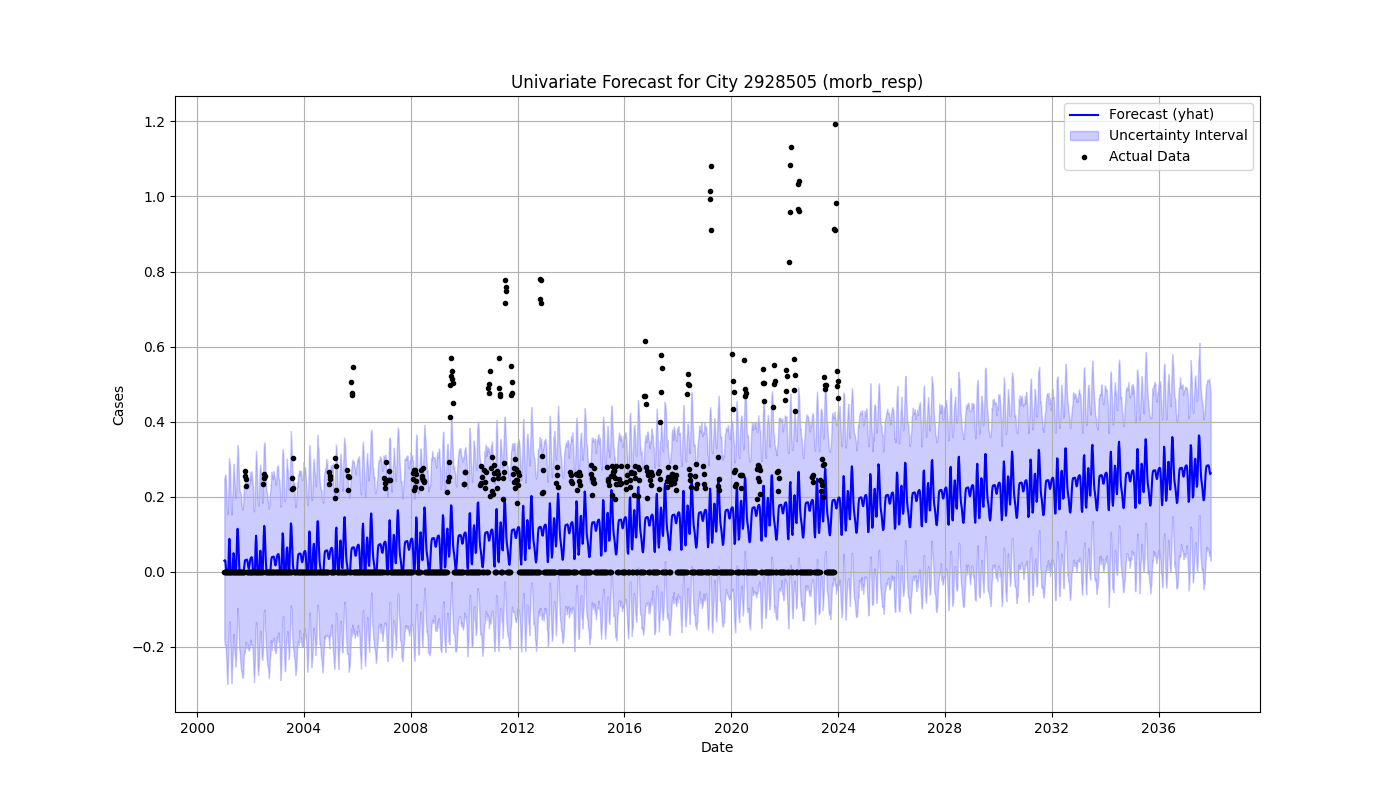 Univariate Forecast for City 2928505 (morb_resp)
Forecast (yhat)
Uncertainty Interval
Actual Data
Cases
1.2
1.0
0.8
0.6
0.4
0.2
0.0
−0.2
2000 2004 2008 2012 2016 2020 2024 2028 2032 2036
Date